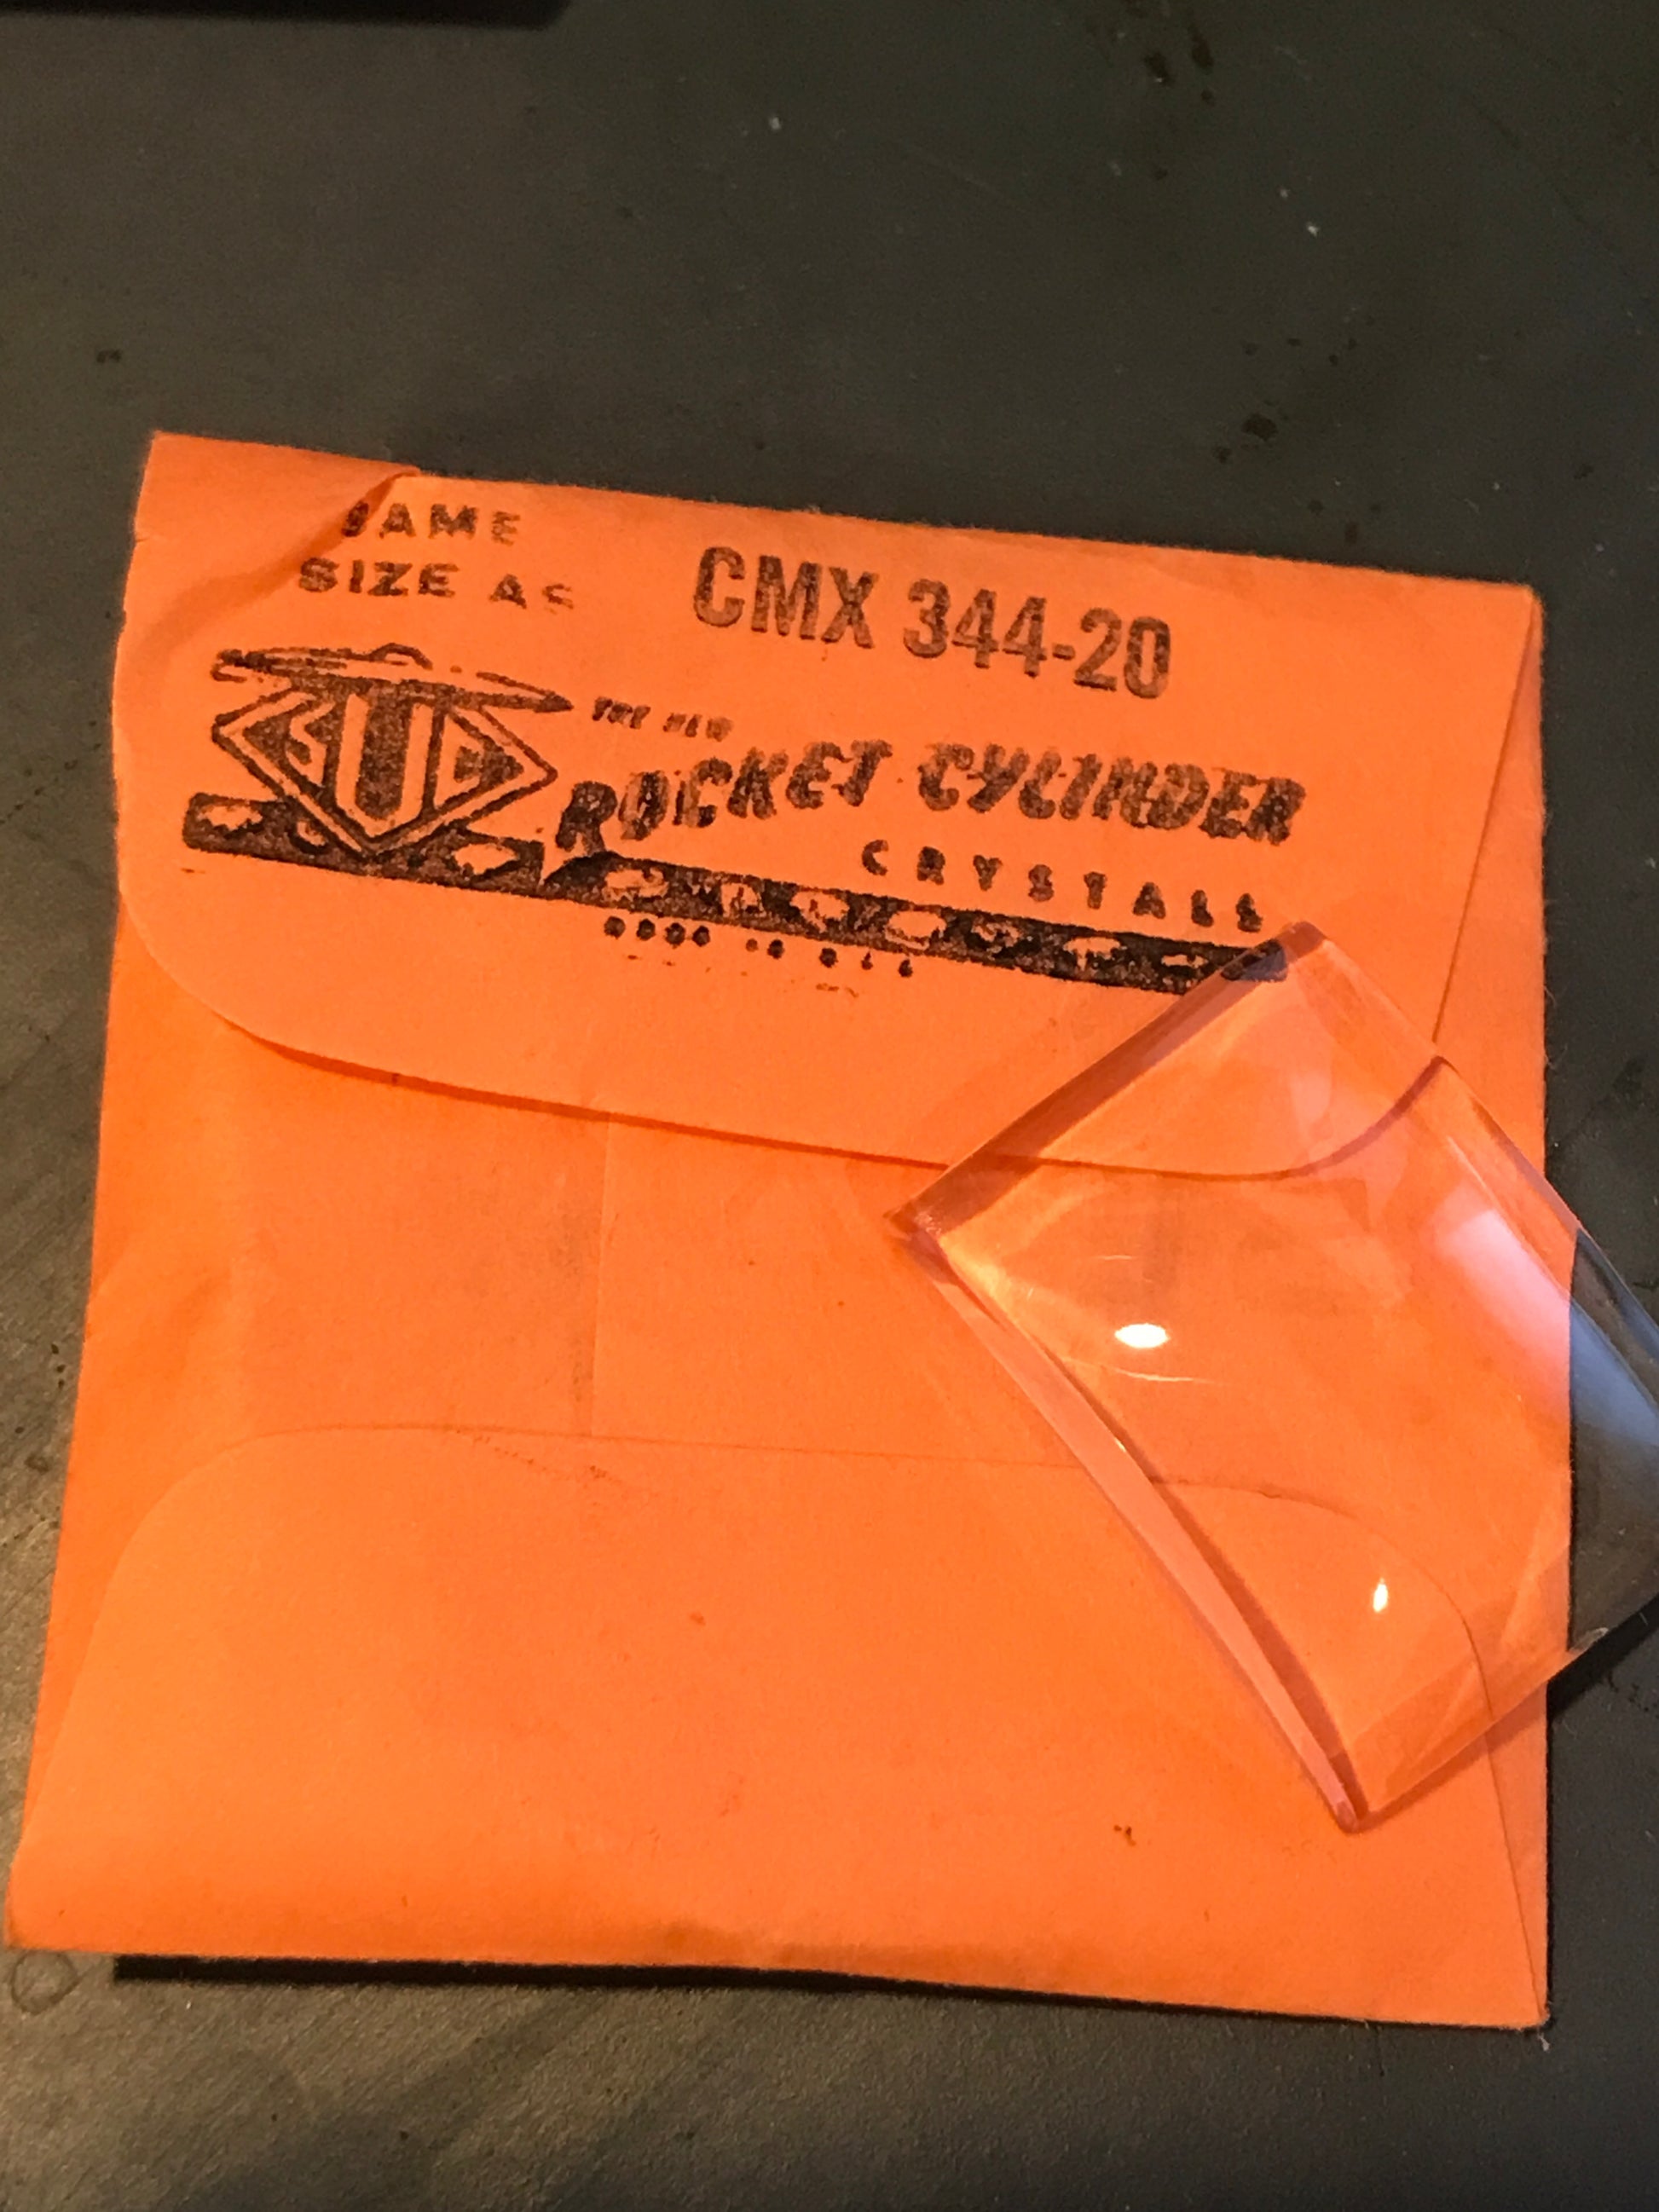 SAME
SIZE AS
CMX 344-20
THE NEW
ROCKET CYLINDER
CRYSTALS